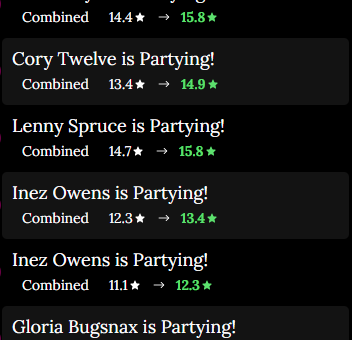 Combined 14.4★ → 15.8★
Cory Twelve is Partying!
Combined 13.4★ → 14.9★
Lenny Spruce is Partying!
Combined 14.7★ → 15.8★
Inez Owens is Partying!
Combined 12.3★ → 13.4★
Inez Owens is Partying!
Combined 11.1★ → 12.3★
Gloria Bugsnax is Partying!